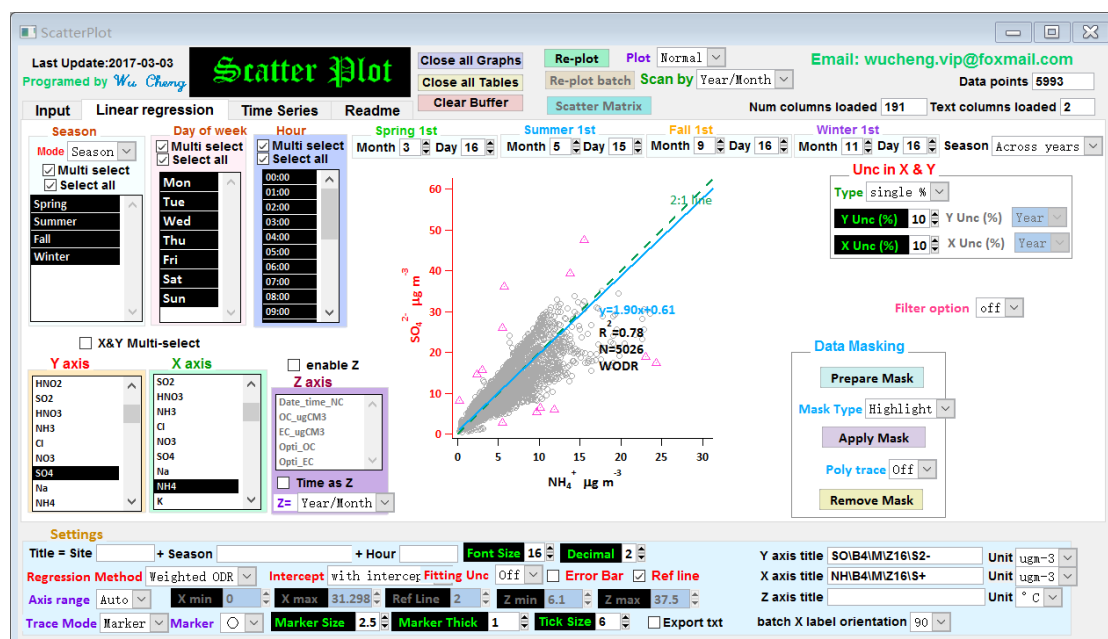 ScatterPlot
Last Update:2017-03-03
Programed by Wu Cheng
Scatter Plot
Close all Graphs
Close all Tables
Clear Buffer
Re-plot
Plot Normal
Re-plot batch
Scan by Year/Month
Scatter Matrix
Email: wucheng.vip@foxmail.com
Data points 5993
Num columns loaded 191
Text columns loaded 2
Input
Linear regression
Time Series
Readme
Season
Mode Season
Multi select
Select all
Spring
Summer
Fall
Winter
Day of week
Multi select
Select all
Mon
Tue
Wed
Thu
Fri
Sat
Sun
Hour
Multi select
Select all
00:00
01:00
02:00
03:00
04:00
05:00
06:00
07:00
08:00
09:00
Spring 1st
Month 3 Day 16
Summer 1st
Month 5 Day 15
Fall 1st
Month 9 Day 16
Winter 1st
Month 11 Day 16
Season Across years
60
50
40
30
20
10
0
SO4 2- µg m -3
2:1 line
y=1.90x+0.61
R2=0.78
N=5026
WODR
0 5 10 15 20 25 30
NH4+ µg m-3
Unc in X & Y
Type single %
Y Unc (%) 10 Y Unc (%) Year
X Unc (%) 10 X Unc (%) Year
Filter option off
Data Masking
Prepare Mask
Mask Type Highlight
Apply Mask
Poly trace Off
Remove Mask
X&Y Multi-select
Y axis
HNO2
SO2
HNO3
NH3
Cl
NO3
SO4
Na
NH4
X axis
SO2
HNO3
NH3
Cl
NO3
SO4
Na
NH4
K
enable Z
Z axis
Date_time_NC
OC_ugCM3
EC_ugCM3
Opti_OC
Opti_EC
Time as Z
Z= Year/Month
Settings
Title = Site + Season + Hour Font Size 16 Decimal 2
Regression Method Weighted ODR Intercept with intercep Fitting Unc Off Error Bar Ref line
Axis range Auto X min 0 X max 31.298 Ref Line 2 Z min 6.1 Z max 37.5
Trace Mode Marker Marker Marker Size 2.5 Marker Thick 1 Tick Size 6 Export txt
Y axis title SO\B4\M\Z16\S2- Unit ugm-3
X axis title NH\B4\M\Z16\S+ Unit ugm-3
Z axis title Unit ° C
batch X label orientation 90